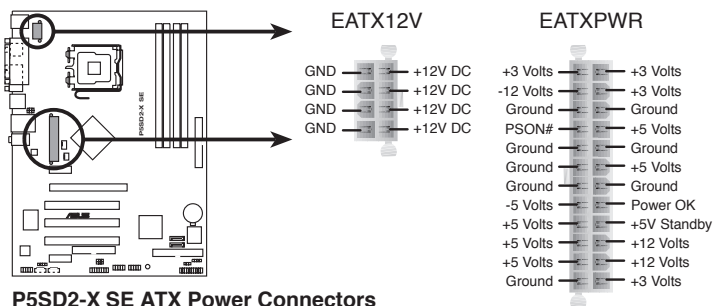 EATX12V
GND +12V DC
GND +12V DC
GND +12V DC
GND +12V DC
EATXPWR
+3 Volts +3 Volts
-12 Volts +3 Volts
Ground Ground
PSON# +5 Volts
Ground Ground
Ground +5 Volts
Ground Ground
-5 Volts Power OK
+5 Volts +5V Standby
+5 Volts +12 Volts
+5 Volts +12 Volts
Ground +3 Volts
P5SD2-X SE
ASUS
P5SD2-X SE ATX Power Connectors